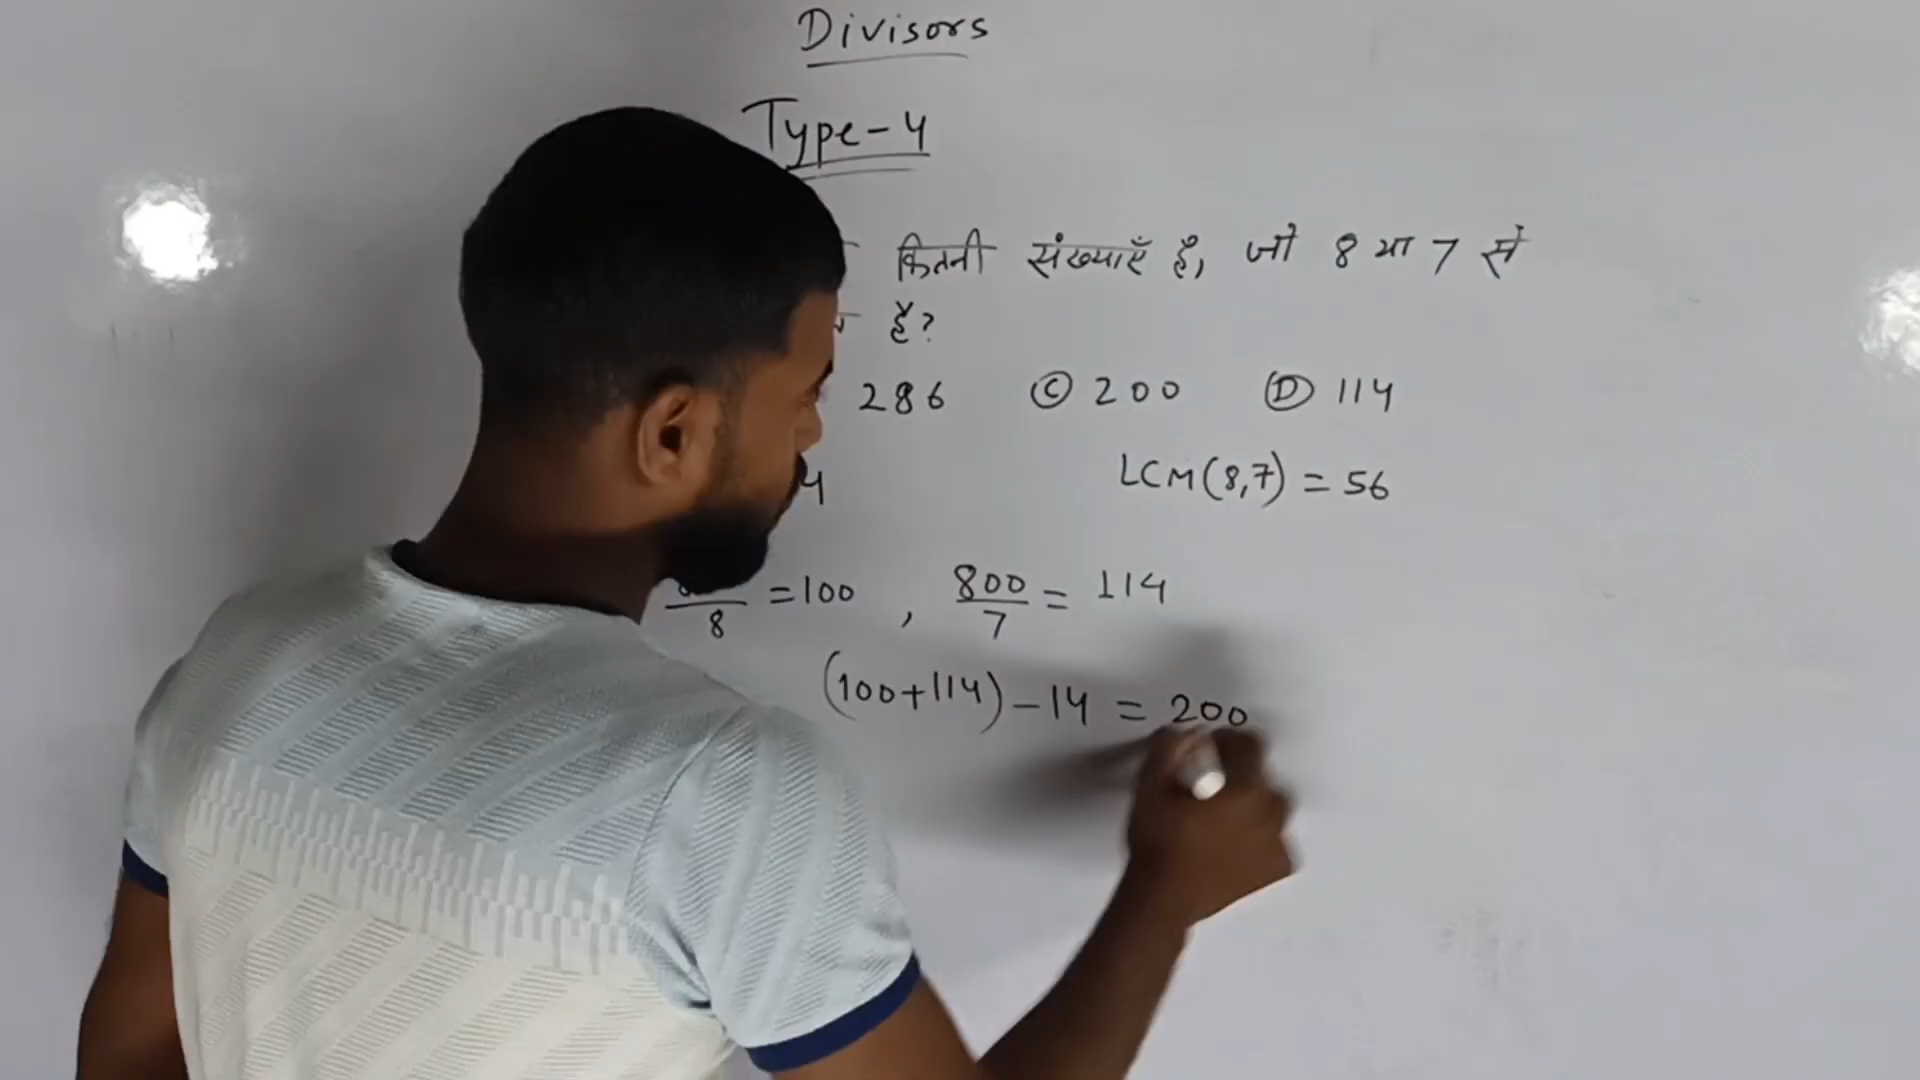 Divisors
Type-4
कितनी संख्याएँ हैं, जो 8 या 7 से
हैं?
286 Ⓒ 200 Ⓓ 114
4 LCM(8,7) = 56
8 =100 , 800/7 = 114
(100+114)-14 = 200